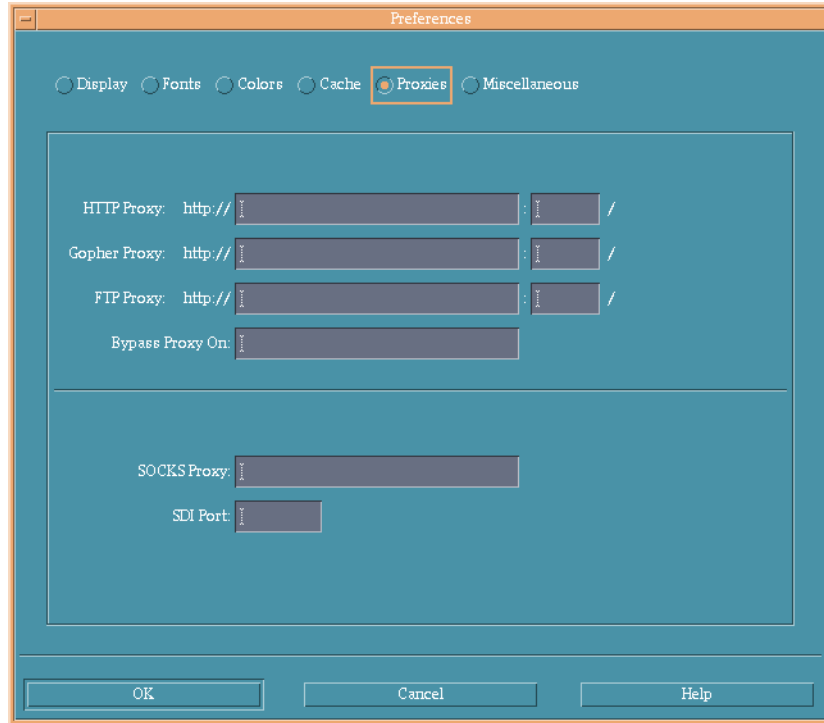 Preferences
Display Fonts Colors Cache Proxies Miscellaneous
HTTP Proxy: http:// : /
Gopher Proxy: http:// : /
FTP Proxy: http:// : /
Bypass Proxy On:
SOCKS Proxy:
SDI Port:
OK Cancel Help